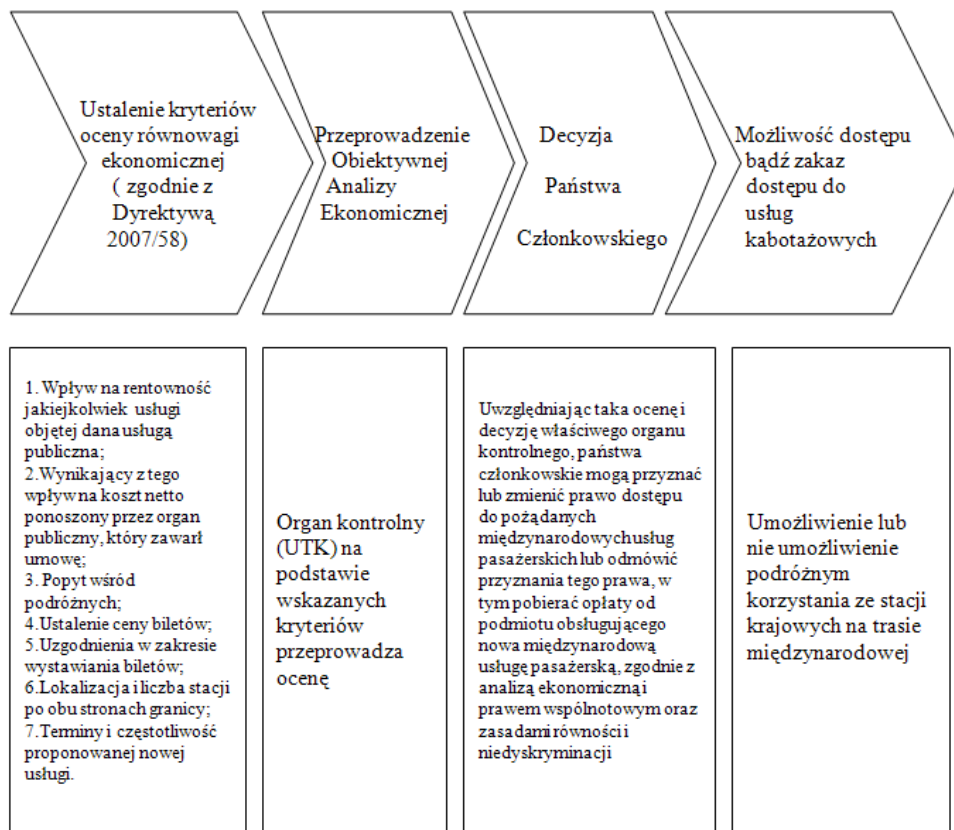 Ustalenie kryteriów
oceny równowagi
ekonomicznej
( zgodnie z
Dyrektywą
2007/58)
Przeprowadzenie
Obiektywnej
Analizy
Ekonomicznej
Decyzja
Państwa
Członkowskiego
Możliwość dostępu
bądź zakaz
dostępu do
usług
kabotażowych
1. Wpływ na rentowność
jakiejkolwiek usługi
objętej dana usługą
publiczna;
2.Wynikający z tego
wpływ na koszt netto
ponoszony przez organ
publiczny, który zawarł
umowę;
3. Popyt wśród
podróżnych;
4.Ustalenie ceny biletów;
5.Uzgodnienia w zakresie
wystawiania biletów;
6.Lokalizacja i liczba stacji
po obu stronach granicy;
7.Terminy i częstotliwość
proponowanej nowej
usługi.
Organ kontrolny
(UTK) na
podstawie
wskazanych
kryteriów
przeprowadza
ocenę
Uwzględniając taka ocenę i
decyzję właściwego organu
kontrolnego, państwa
członkowskie mogą przyznać
lub zmienić prawo dostępu
do pożądanych
międzynarodowych usług
pasażerskich lub odmówić
przyznania tego prawa, w
tym pobierać opłaty od
podmiotu obsługującego
nowa międzynarodową
usługę pasażerską, zgodnie z
analizą ekonomiczną i
prawem wspólnotowym oraz
zasadami równości i
niedyskryminacji
Umożliwienie lub
nie umożliwienie
podróżnym
korzystania ze stacji
krajowych na trasie
międzynarodowej